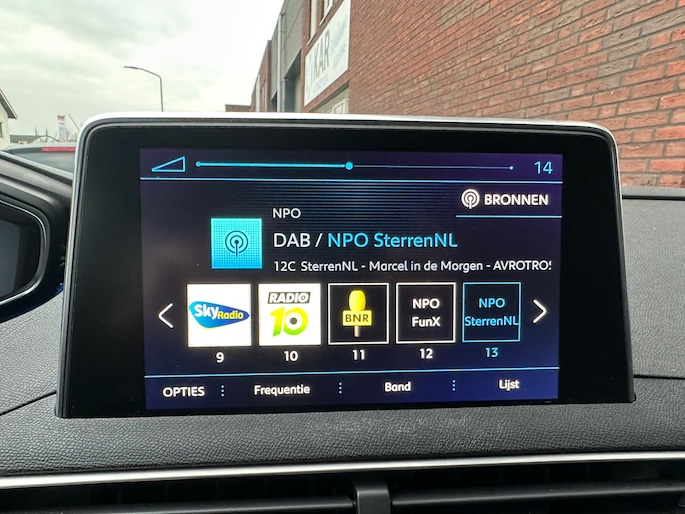 KAR
14
BRONNEN
NPO
DAB / NPO SterrenNL
12C SterrenNL - Marcel in de Morgen - AVROTROS
Sky Radio
RADIO 10
BNR
NPO FunX
NPO SterrenNL
9
10
11
12
13
OPTIES
Frequentie
Band
Lijst